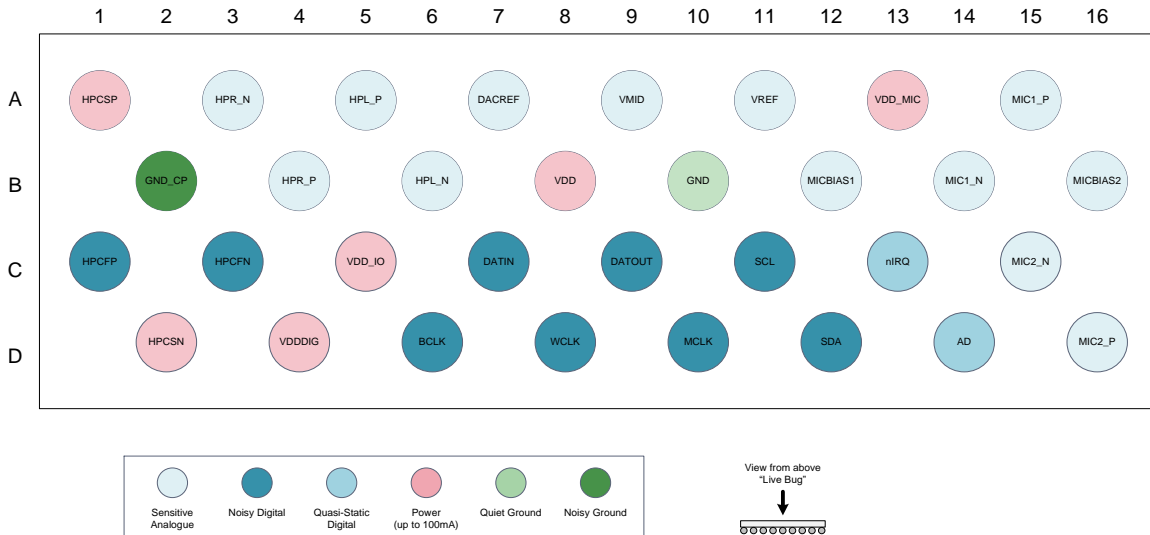 1 2 3 4 5 6 7 8 9 10 11 12 13 14 15 16
A HPCSP HPR_N HPL_P DACREF VMID VREF VDD_MIC MIC1_P
B GND_CP HPR_P HPL_N VDD GND MICBIAS1 MIC1_N MICBIAS2
C HPCFP HPCFN VDD_IO DATIN DATOUT SCL nIRQ MIC2_N
D HPCSN VDDDIG BCLK WCLK MCLK SDA AD MIC2_P
Sensitive
Analogue
Noisy Digital
Quasi-Static
Digital
Power
(up to 100mA)
Quiet Ground
Noisy Ground
View from above
“Live Bug”